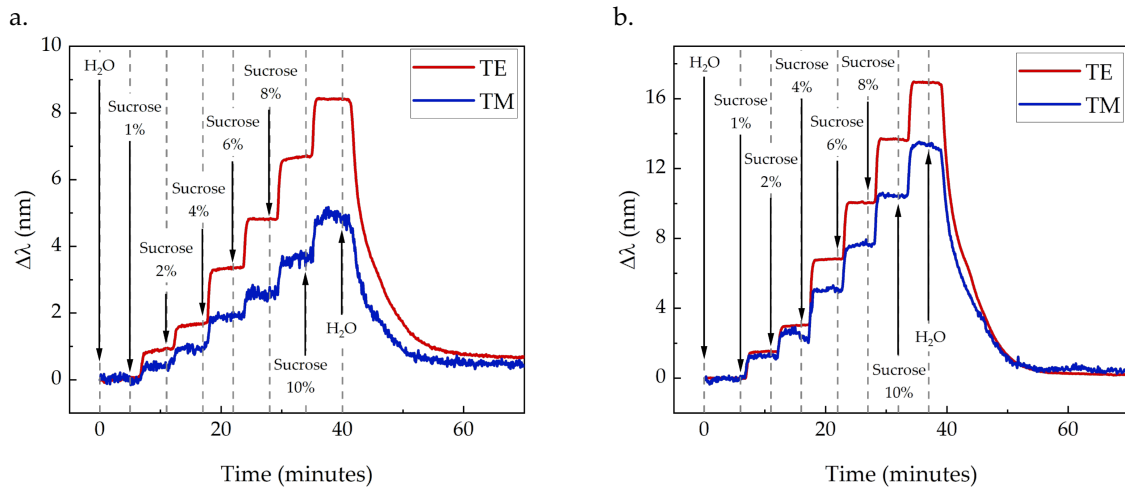 a.
10
8
6
4
2
0
Δλ (nm)
H₂O
Sucrose
1%
Sucrose
2%
Sucrose
4%
Sucrose
6%
Sucrose
8%
Sucrose
10%
H₂O
TE
TM
0
20
40
60
Time (minutes)
b.
16
12
8
4
0
Δλ (nm)
H₂O
Sucrose
1%
Sucrose
2%
Sucrose
4%
Sucrose
6%
Sucrose
8%
Sucrose
10%
H₂O
TE
TM
0
20
40
60
Time (minutes)